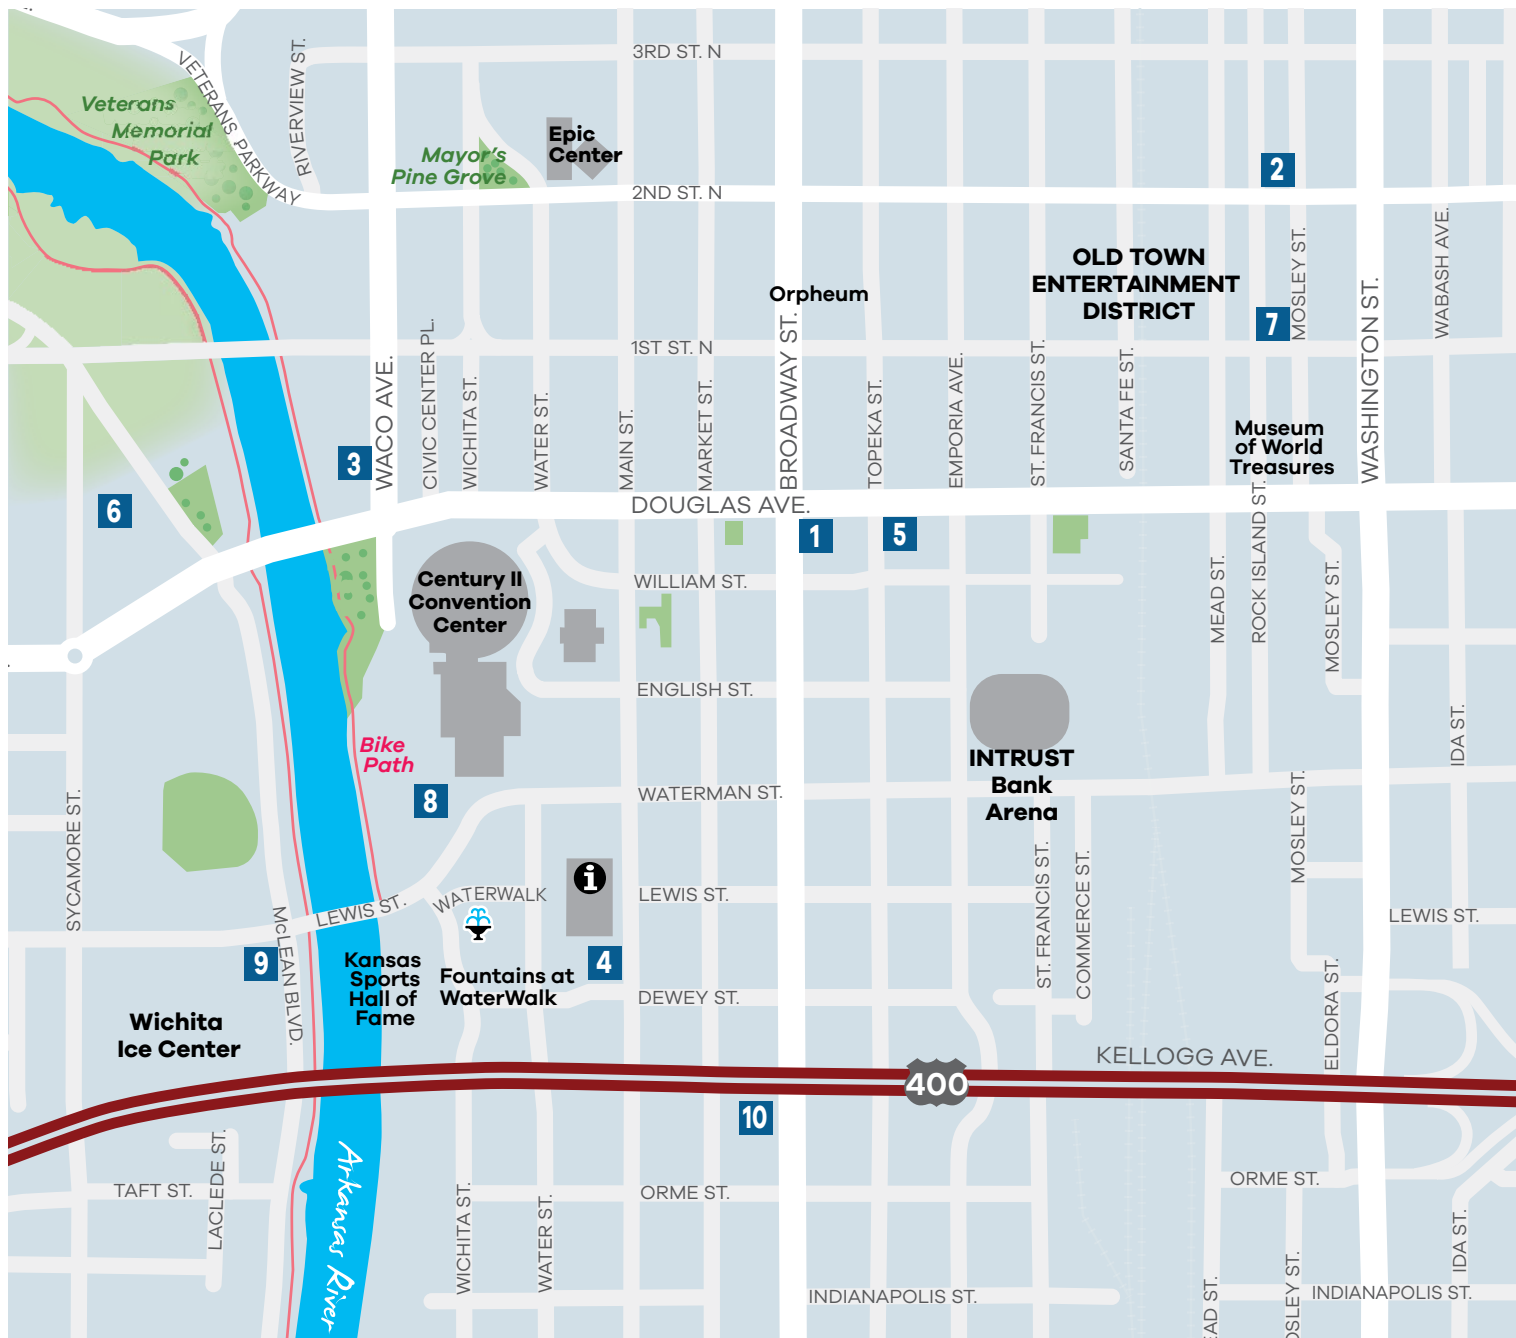 3RD ST. N
RIVERVIEW ST.
VETERANS PARKWAY
Veterans
Memorial
Park
Mayor's
Pine Grove
Epic
Center
2
2ND ST. N
OLD TOWN
ENTERTAINMENT
DISTRICT
MOSLEY ST.
WABASH AVE.
Orpheum
7
1ST ST. N
WACO AVE.
CIVIC CENTER PL.
WICHITA ST.
WATER ST.
MAIN ST.
MARKET ST.
BROADWAY ST.
TOPEKA ST.
EMPORIA AVE.
ST. FRANCIS ST.
SANTA FE ST.
WASHINGTON ST.
Museum
of World
Treasures
3
6
DOUGLAS AVE.
1
5
Century II
Convention
Center
WILLIAM ST.
MEAD ST.
ROCK ISLAND ST.
MOSLEY ST.
ENGLISH ST.
Bike
Path
INTRUST
Bank
Arena
IDA ST.
8
WATERMAN ST.
SYCAMORE ST.
MOSLEY ST.
i
WATERWALK
LEWIS ST.
LEWIS ST.
ST. FRANCIS ST.
COMMERCE ST.
LEWIS ST.
McLEAN BLVD.
9
Kansas
Sports
Hall of
Fame
Fountains at
WaterWalk
4
DEWEY ST.
ELDORA ST.
Wichita
Ice Center
KELLOGG AVE.
400
10
Arkansas River
TAFT ST.
LACLEDE ST.
WICHITA ST.
WATER ST.
ORME ST.
ORME ST.
IDA ST.
INDIANAPOLIS ST.
EAD ST.
OSLEY ST.
INDIANAPOLIS ST.